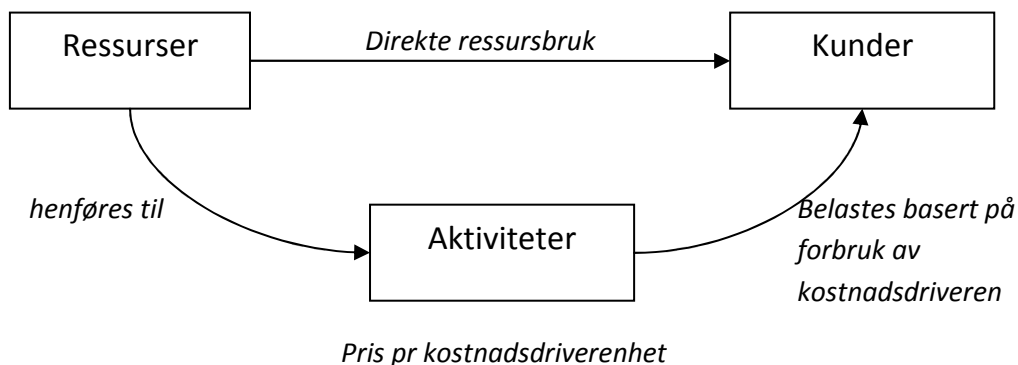 Ressurser
Direkte ressursbruk
Kunder
henføres til
Aktiviteter
Belastes basert på
forbruk av
kostnadsdriveren
Pris pr kostnadsdriverenhet